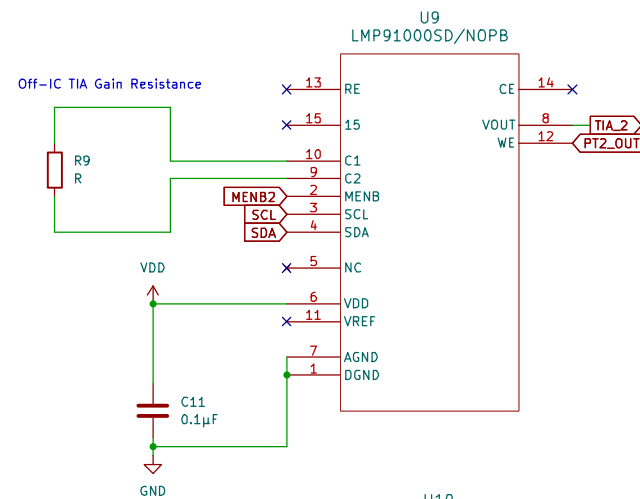 U9
LMP91000SD/NOPB
Off-IC TIA Gain Resistance
13 RE
CE 14
15 15
VOUT 8 TIA_2
WE 12 PT2_OUT
10 C1
9 C2
R9
R
MENB2 2 MENB
SCL 3 SCL
SDA 4 SDA
VDD
5 NC
6 VDD
11 VREF
7 AGND
1 DGND
C11
0.1µF
GND